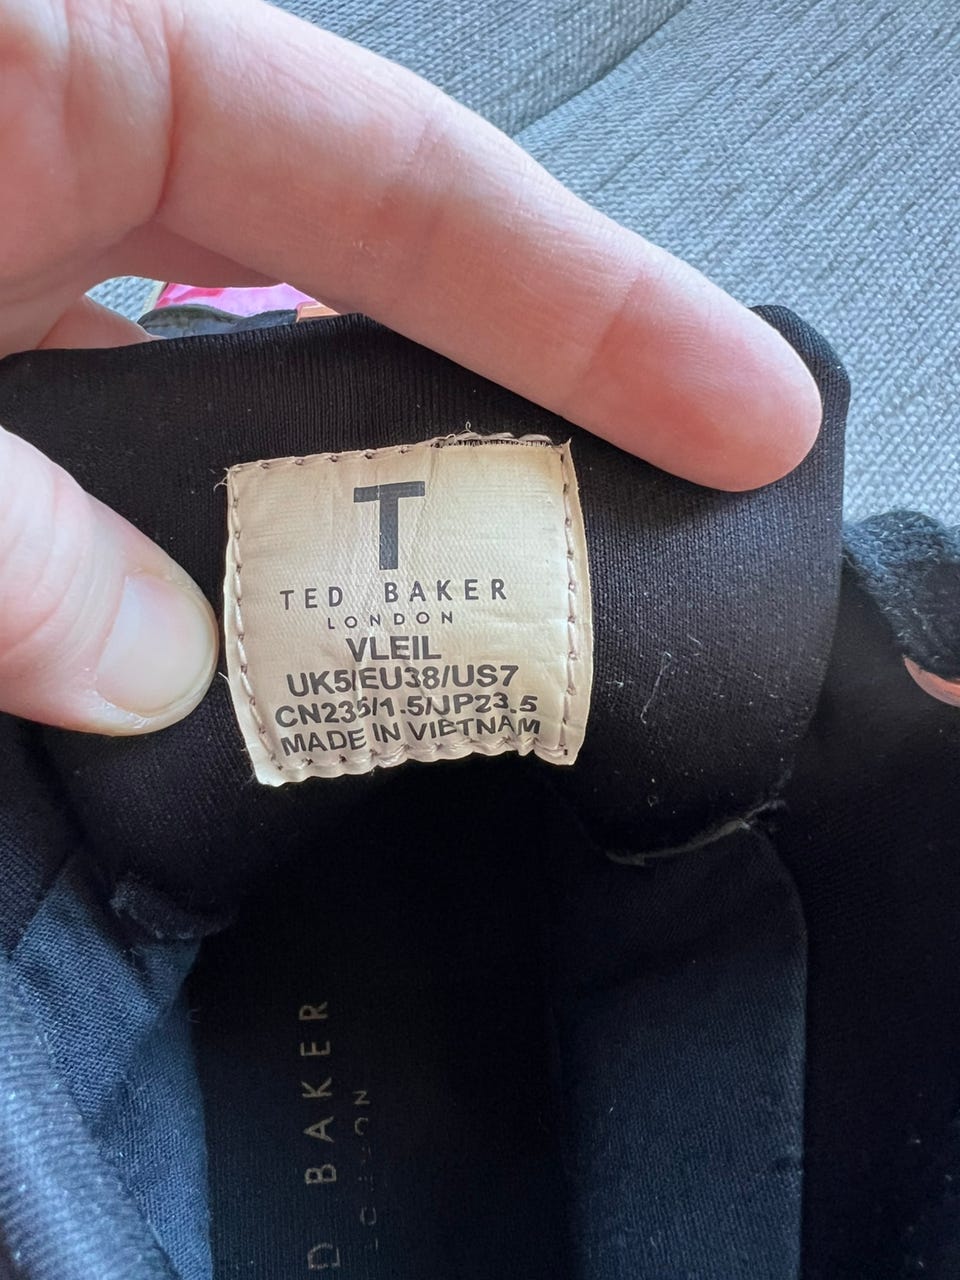 T
TED BAKER
LONDON
VLEIL
UK5/EU38/US7
CN235/1.5/JP23.5
MADE IN VIETNAM
D BAKER